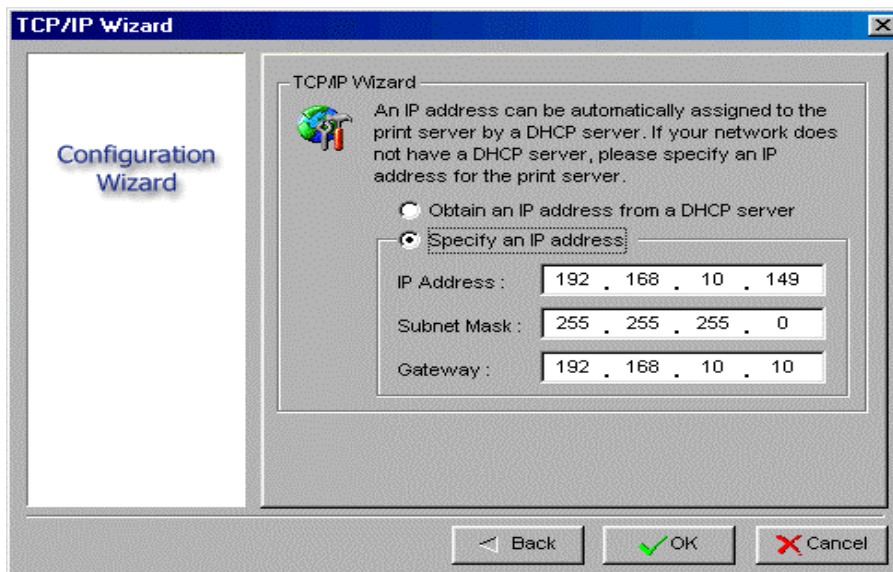 TCP/IP Wizard
Configuration
Wizard
TCP/IP Wizard
An IP address can be automatically assigned to the
print server by a DHCP server. If your network does
not have a DHCP server, please specify an IP
address for the print server.
Obtain an IP address from a DHCP server
Specify an IP address
IP Address : 192 . 168 . 10 . 149
Subnet Mask : 255 . 255 . 255 . 0
Gateway : 192 . 168 . 10 . 10
Back OK Cancel